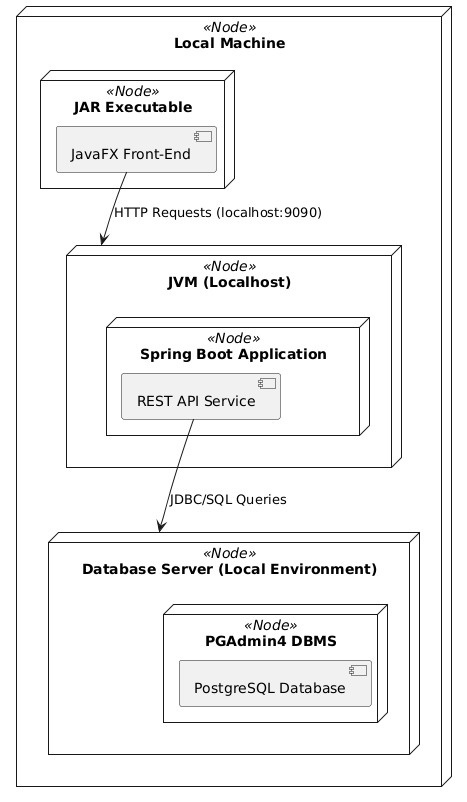 «Node»
Local Machine
«Node»
JAR Executable
JavaFX Front-End
HTTP Requests (localhost:9090)
«Node»
JVM (Localhost)
«Node»
Spring Boot Application
REST API Service
JDBC/SQL Queries
«Node»
Database Server (Local Environment)
«Node»
PGAdmin4 DBMS
PostgreSQL Database